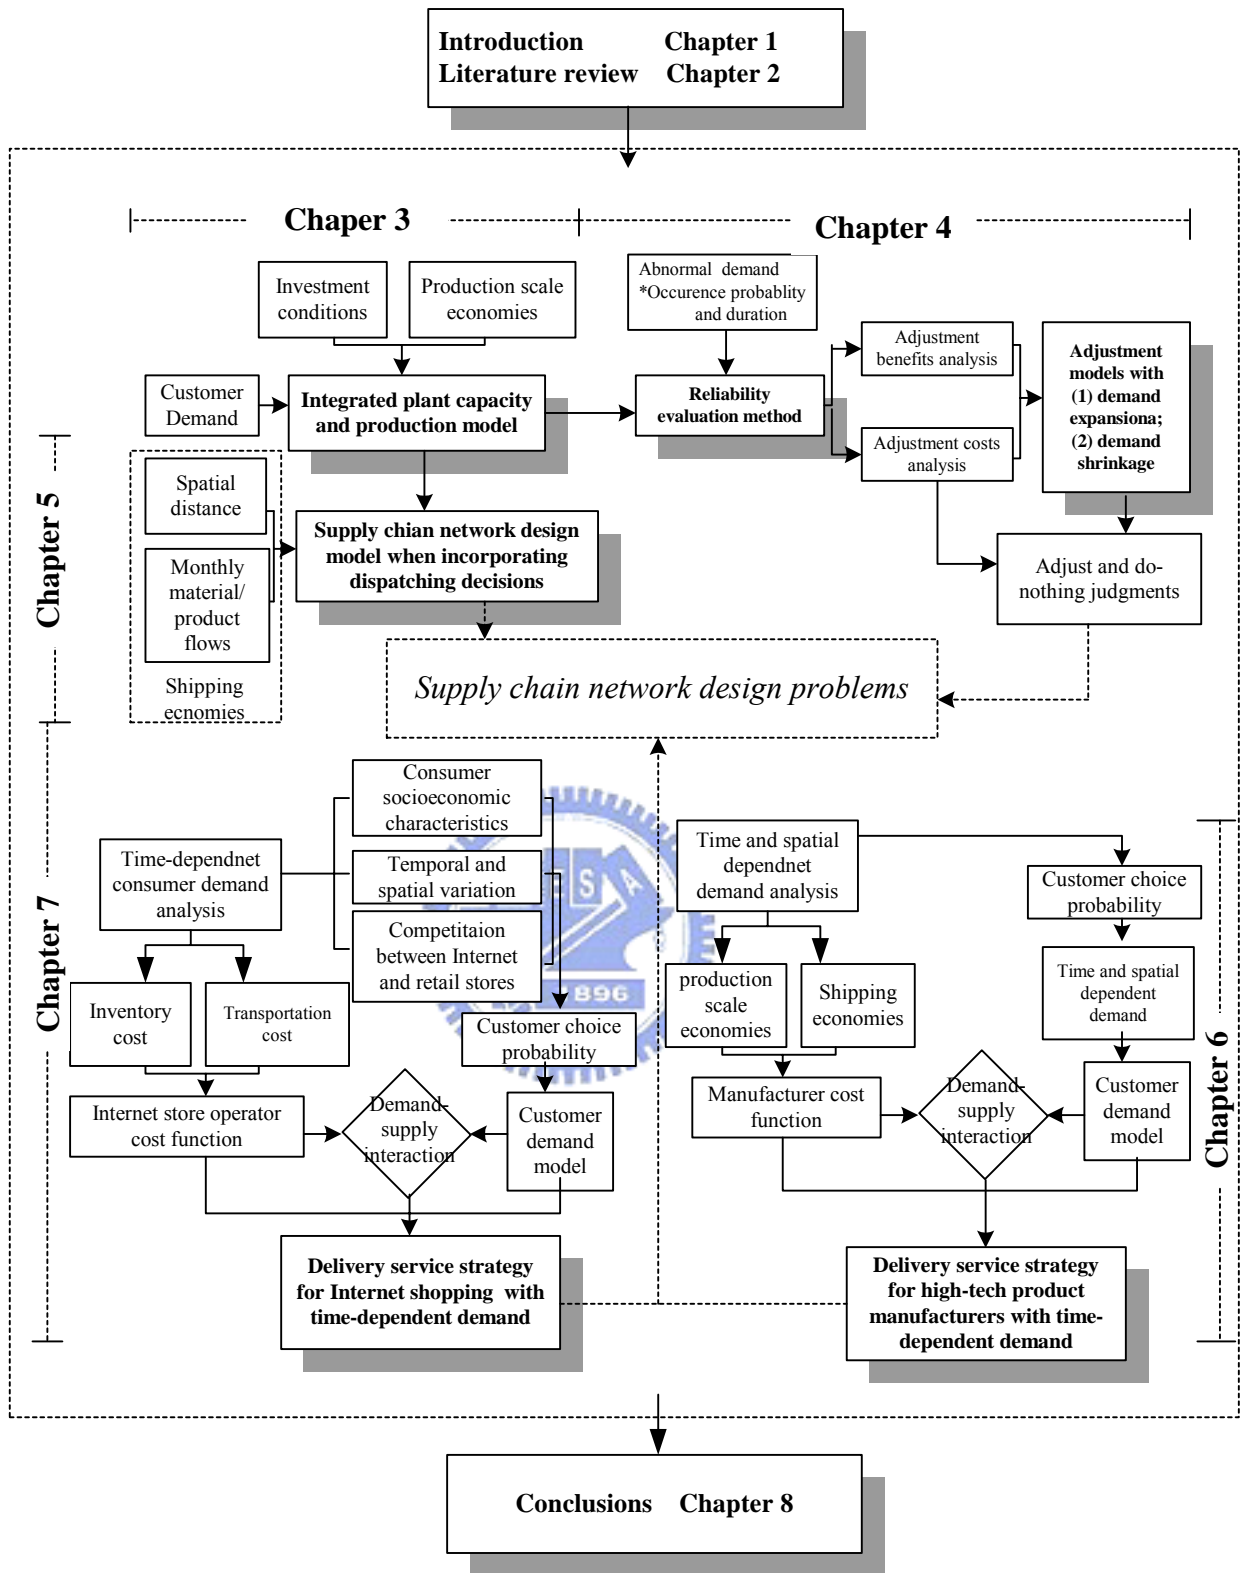 Introduction Chapter 1
Literature review Chapter 2
Chaper 3
Chapter 4
Investment
conditions
Production scale
economies
Abnormal demand
*Occurence probablity
and duration
Customer
Demand
Integrated plant capacity
and production model
Reliability
evaluation method
Adjustment
benefits analysis
Adjustment costs
analysis
Adjustment
models with
(1) demand
expansiona;
(2) demand
shrinkage
Adjust and do-
nothing judgments
Chapter 5
Spatial
distance
Monthly
material/
product
flows
Shipping
ecnomies
Supply chian network design
model when incorporating
dispatching decisions
Supply chain network design problems
Chapter 7
Time-dependnet
consumer demand
analysis
Consumer
socioeconomic
characteristics
Temporal and
spatial variation
Competitaion
between Internet
and retail stores
Inventory
cost
Transportation
cost
Customer choice
probability
Internet store operator
cost function
Demand-
supply
interaction
Customer
demand
model
Delivery service strategy
for Internet shopping with
time-dependent demand
Chapter 6
Time and spatial
dependnet
demand analysis
Customer choice
probability
production
scale
economies
Shipping
economies
Time and spatial
dependent
demand
Manufacturer cost
function
Demand-
supply
interaction
Customer
demand
model
Delivery service strategy
for high-tech product
manufacturers with time-
dependent demand
E S A
1896
Conclusions Chapter 8